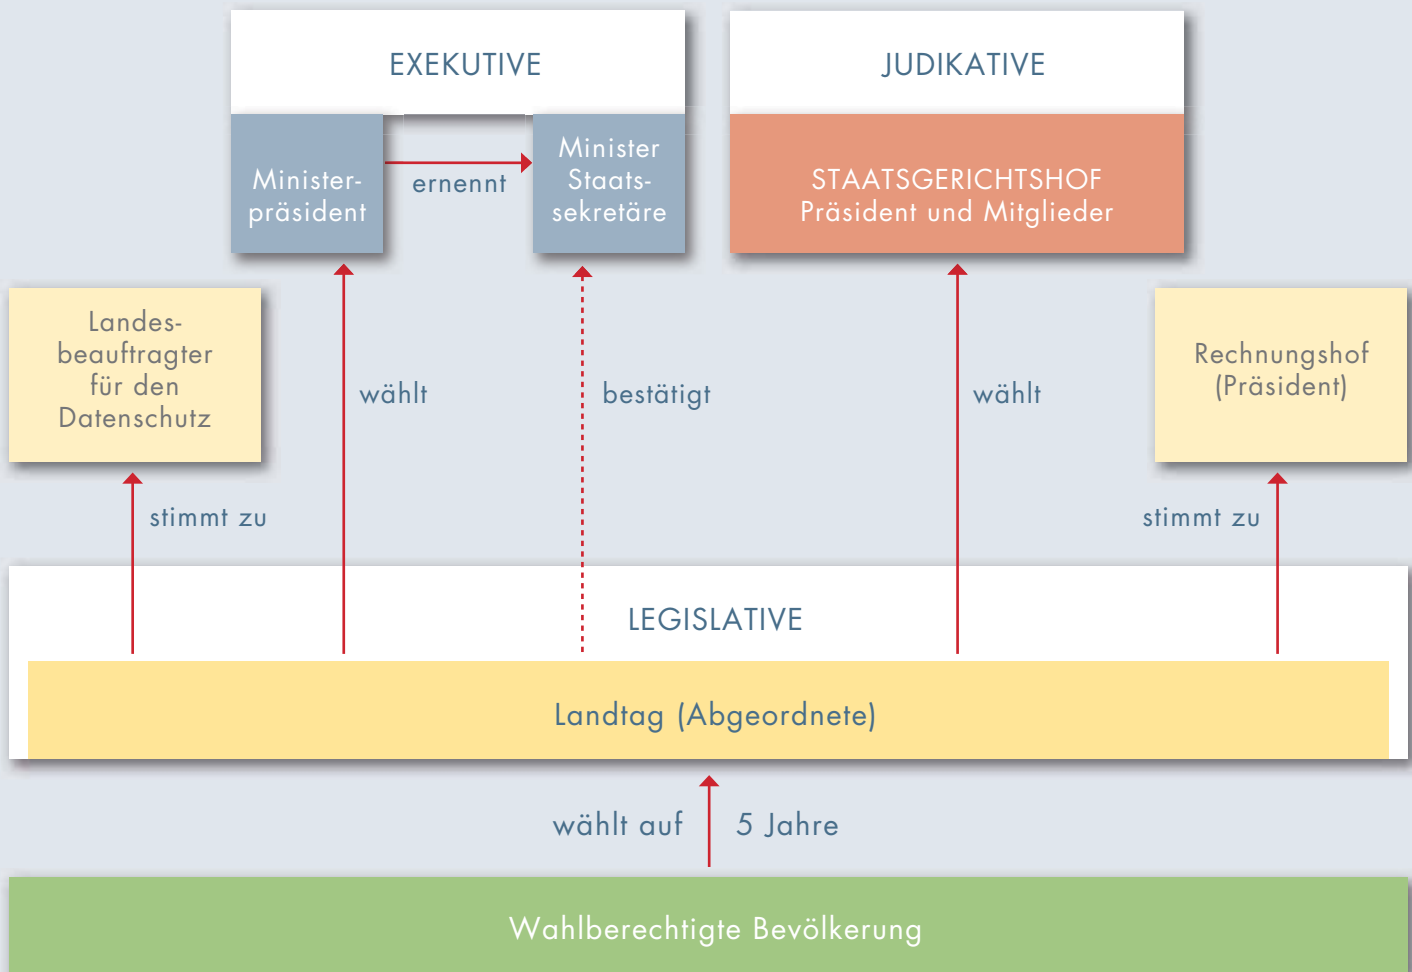 EXEKUTIVE
JUDIKATIVE
Minister-
präsident
ernennt
Minister
Staats-
sekretäre
STAATSGERICHTSHOF
Präsident und Mitglieder
Landes-
beauftragter
für den
Datenschutz
wählt
bestätigt
wählt
Rechnungshof
(Präsident)
stimmt zu
stimmt zu
LEGISLATIVE
Landtag (Abgeordnete)
wählt auf 5 Jahre
Wahlberechtigte Bevölkerung